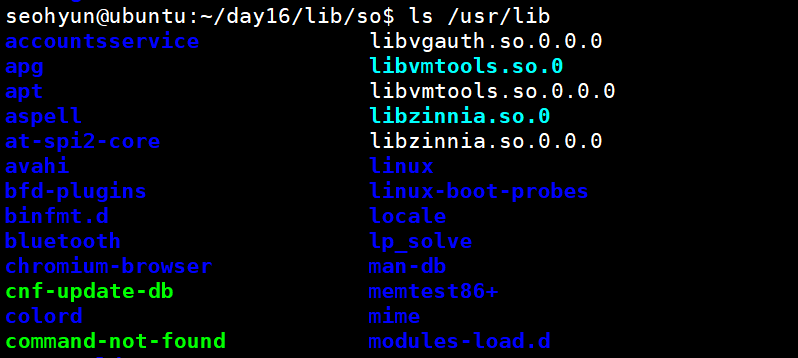 seohyun@ubuntu:~/day16/lib/so$ ls /usr/lib
accountsservice libvgauth.so.0.0.0
apg libvmtools.so.0
apt libvmtools.so.0.0.0
aspell libzinnia.so.0
at-spi2-core libzinnia.so.0.0.0
avahi linux
bfd-plugins linux-boot-probes
binfmt.d locale
bluetooth lp_solve
chromium-browser man-db
cnf-update-db memtest86+
colord mime
command-not-found modules-load.d